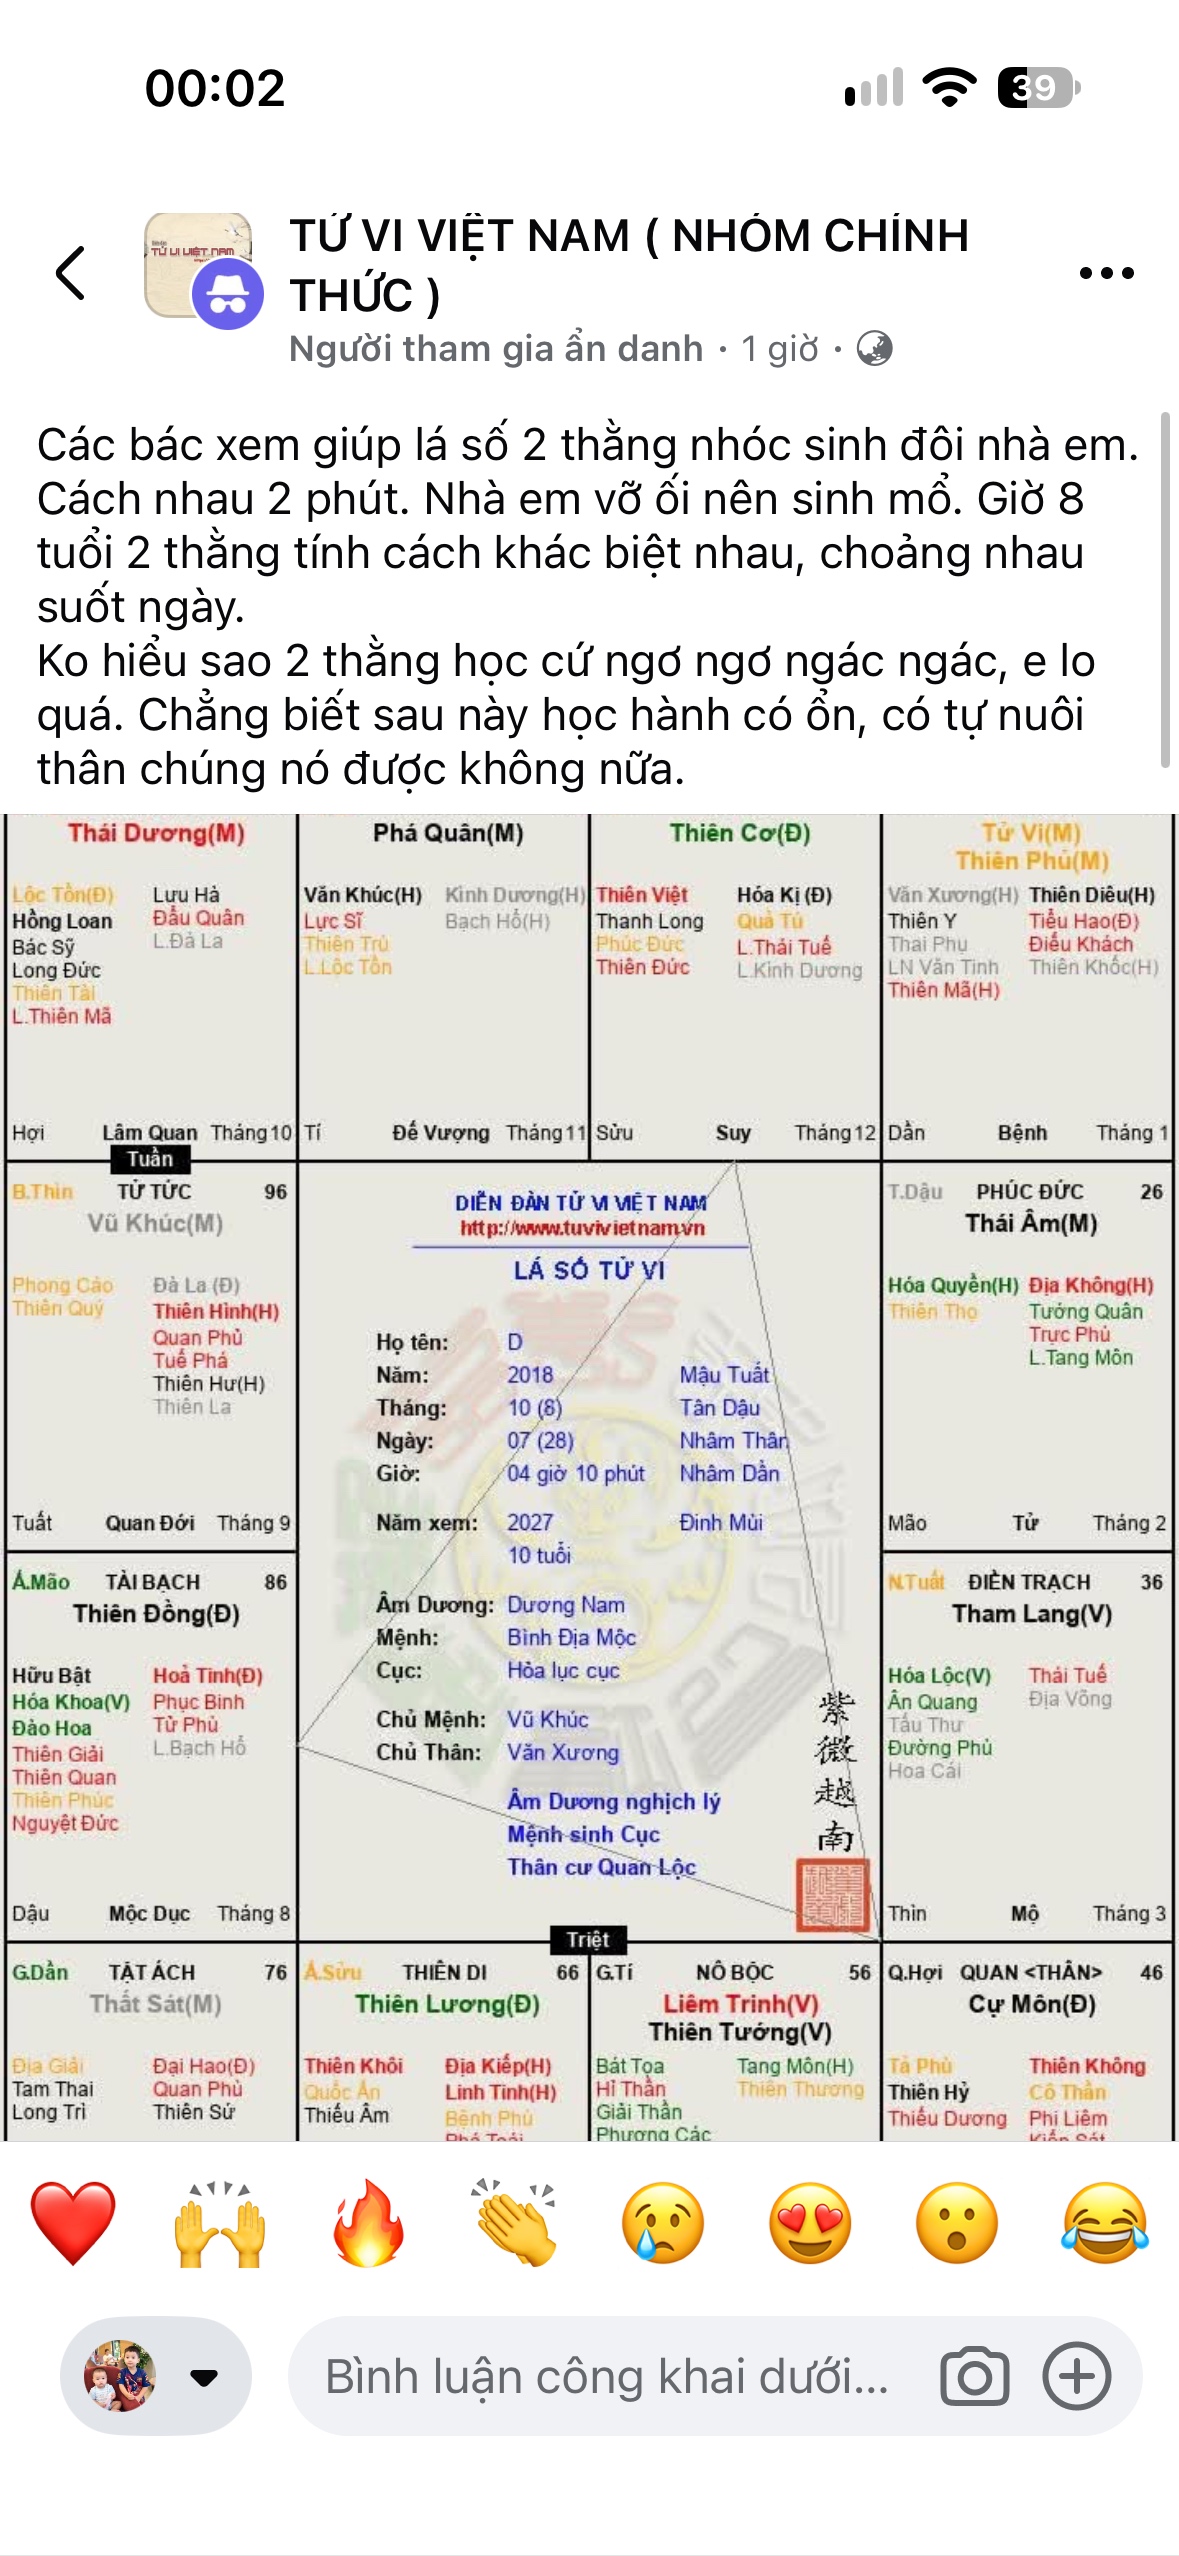 00:02
39
TỬ VI VIỆT NAM ( NHÓM CHÍNH
THỨC )
Người tham gia ẩn danh · 1 giờ ·
Các bác xem giúp lá số 2 thằng nhóc sinh đôi nhà em.
Cách nhau 2 phút. Nhà em vỡ ối nên sinh mổ. Giờ 8
tuổi 2 thằng tính cách khác biệt nhau, choảng nhau
suốt ngày.
Ko hiểu sao 2 thằng học cứ ngơ ngơ ngác ngác, e lo
quá. Chẳng biết sau này học hành có ổn, có tự nuôi
thân chúng nó được không nữa.
Thái Dương(M)
Lộc Tồn(Đ) Lưu Hà
Hồng Loan Đẩu Quân
Bác Sỹ L.Đà La
Long Đức
Thiên Tài
L.Thiên Mã
Hợi Lâm Quan Tháng 10
Phá Quân(M)
Văn Khúc(H) Kình Dương(H)
Lực Sĩ Bạch Hổ(H)
Thiên Trù
L.Lộc Tồn
Tí Đế Vượng Tháng 11
Thiên Cơ(Đ)
Thiên Việt Hóa Kị (Đ)
Thanh Long Quả Tú
Phúc Đức L.Thái Tuế
Thiên Đức L.Kình Dương
Sửu Suy Tháng 12
Tử Vi(M)
Thiên Phủ(M)
Văn Xương(H) Thiên Diêu(H)
Thiên Y Tiểu Hao(Đ)
Thai Phụ Điếu Khách
LN Văn Tinh Thiên Khốc(H)
Thiên Mã(H)
Dần Bệnh Tháng 1
Tuần
B.Thìn TỬ TỨC 96
Vũ Khúc(M)
Phong Cáo Đà La (Đ)
Thiên Quý Thiên Hình(H)
Quan Phủ
Tuế Phá
Thiên Hư(H)
Thiên La
Tuất Quan Đới Tháng 9
DIỄN ĐÀN TỬ VI VIỆT NAM
http://www.tuvivietnam.vn
LÁ SỐ TỬ VI
Họ tên: D
Năm: 2018 Mậu Tuất
Tháng: 10 (8) Tân Dậu
Ngày: 07 (28) Nhâm Thân
Giờ: 04 giờ 10 phút Nhâm Dần
Năm xem: 2027 Đinh Mùi
10 tuổi
Âm Dương: Dương Nam
Mệnh: Bình Địa Mộc
Cục: Hỏa lục cục
Chủ Mệnh: Vũ Khúc
Chủ Thân: Văn Xương
Âm Dương nghịch lý
Mệnh sinh Cục
Thân cư Quan Lộc
紫
微
越
南
T.Dậu PHÚC ĐỨC 26
Thái Âm(M)
Hóa Quyền(H) Địa Không(H)
Thiên Thọ Tướng Quân
Trực Phù
L.Tang Môn
Mão Tử Tháng 2
Ấ.Mão TÀI BẠCH 86
Thiên Đồng(Đ)
Hữu Bật Hoả Tinh(Đ)
Hóa Khoa(V) Phục Binh
Đào Hoa Tử Phù
Thiên Giải L.Bạch Hổ
Thiên Quan
Thiên Phúc
Nguyệt Đức
Dậu Mộc Dục Tháng 8
N.Tuất ĐIỀN TRẠCH 36
Tham Lang(V)
Hóa Lộc(V) Thái Tuế
Ân Quang Địa Võng
Tấu Thư
Đường Phù
Hoa Cái
Thìn Mộ Tháng 3
Triệt
G.Dần TẬT ÁCH 76
Thất Sát(M)
Địa Giải Đại Hao(Đ)
Tam Thai Quan Phù
Long Trì Thiên Sứ
Ấ.Sửu THIÊN DI 66
Thiên Lương(Đ)
Thiên Khôi Địa Kiếp(H)
Quốc Ấn Linh Tinh(H)
Thiếu Âm Bệnh Phù
Phá Toái
G.Tí NÔ BỘC 56
Liêm Trinh(V)
Thiên Tướng(V)
Bát Tọa Tang Môn(H)
Hỉ Thần Thiên Thương
Giải Thần
Phượng Các
Q.Hợi QUAN <THÂN> 46
Cự Môn(Đ)
Tả Phù Thiên Không
Thiên Hỷ Cô Thần
Thiếu Dương Phi Liêm
Kiếp Sát
Bình luận công khai dưới...